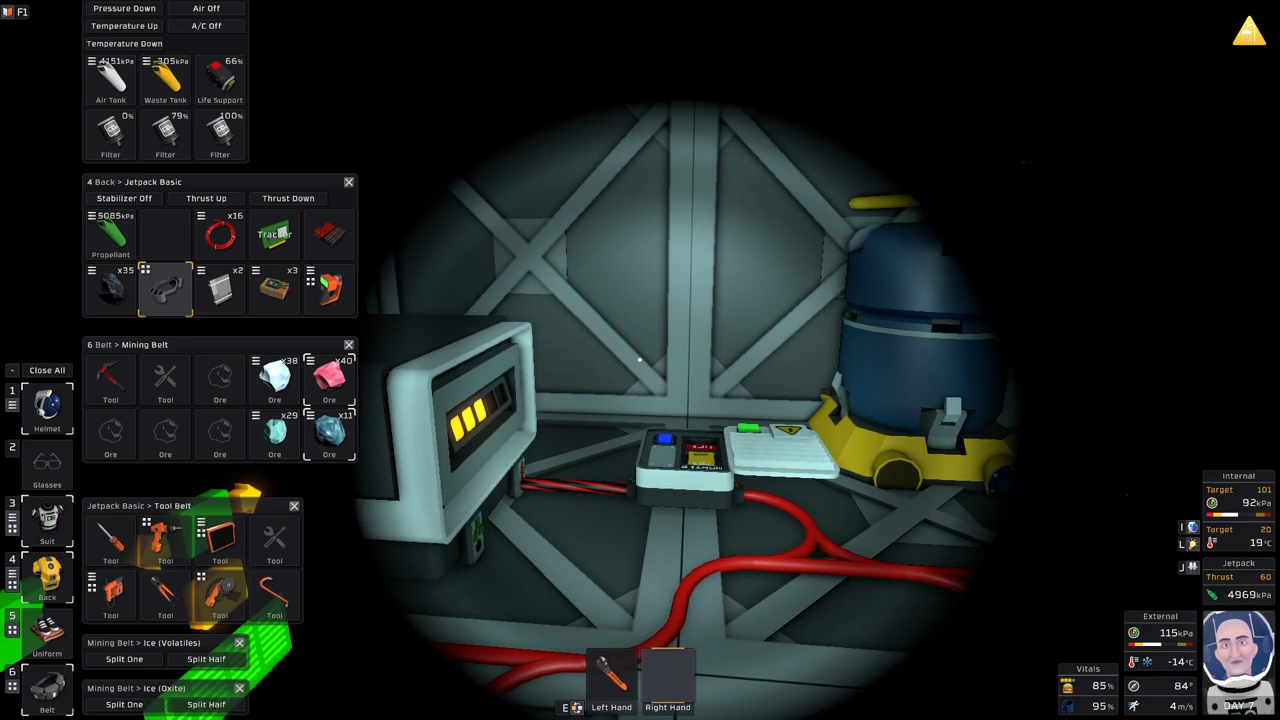 F1
Pressure Down Air Off
Temperature Up A/C Off
Temperature Down
4151kPa 305kPa 66%
Air Tank Waste Tank Life Support
0% 79% 100%
Filter Filter Filter
4 Back > Jetpack Basic
Stabilizer Off Thrust Up Thrust Down
5085kPa x16 Tracker
Propellant
x35 x2 x3
6 Belt > Mining Belt
x38 x40
Tool Tool Ore Ore Ore
x29 x11
Ore Ore Ore Ore Ore
~ Close All
1 Helmet
2 Glasses
3 Suit
4 Back
5 Uniform
6 Belt
Jetpack Basic > Tool Belt
Tool Tool Tool Tool
Tool Tool Tool Tool
Mining Belt > Ice (Volatiles)
Split One Split Half
Mining Belt > Ice (Oxite)
Split One Split Half
E Left Hand Right Hand
Internal
Target 101
92kPa
Target 20
19°C
I
L
J
Jetpack
Thrust 60
4969kPa
External
115kPa
-14°C
84°
4m/s
Vitals
85%
95%
DAY 7